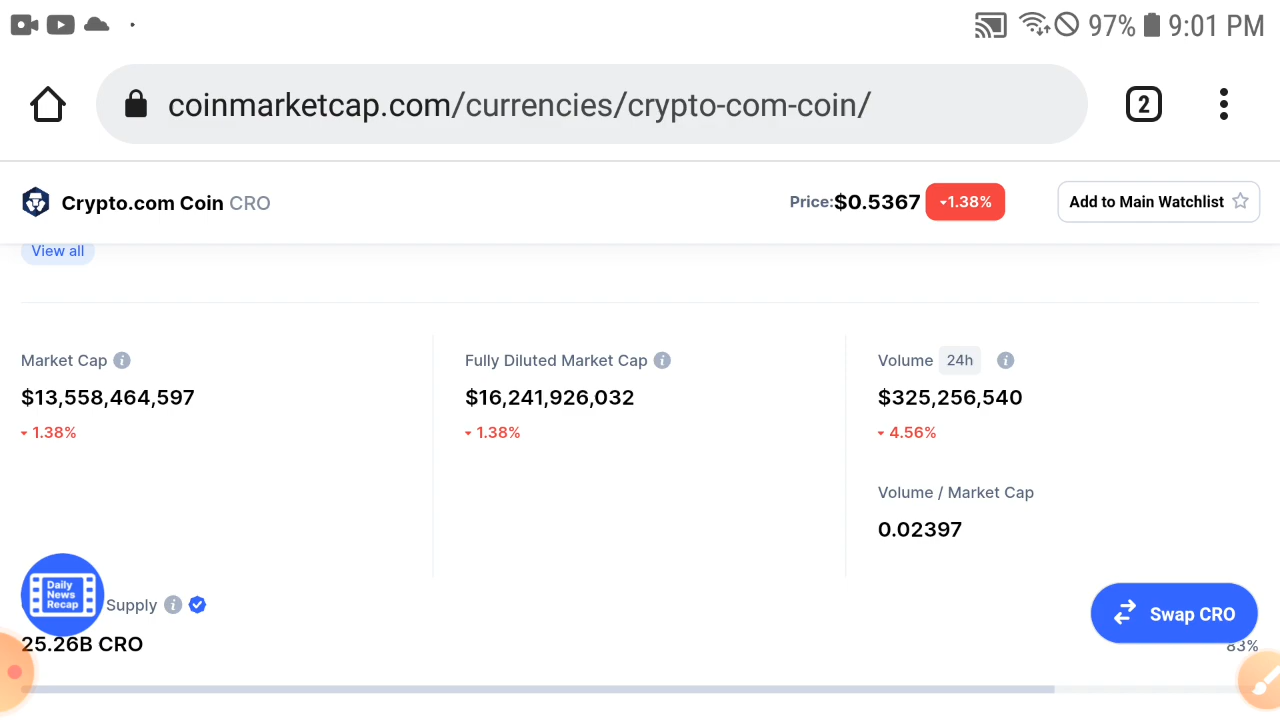 97% 9:01 PM
coinmarketcap.com/currencies/crypto-com-coin/
2
Crypto.com Coin CRO
Price:$0.5367 1.38%
Add to Main Watchlist
View all
Market Cap
$13,558,464,597
1.38%
Fully Diluted Market Cap
$16,241,926,032
1.38%
Volume 24h
$325,256,540
4.56%
Volume / Market Cap
0.02397
Daily
News
Recap
Supply
25.26B CRO
Swap CRO
83%